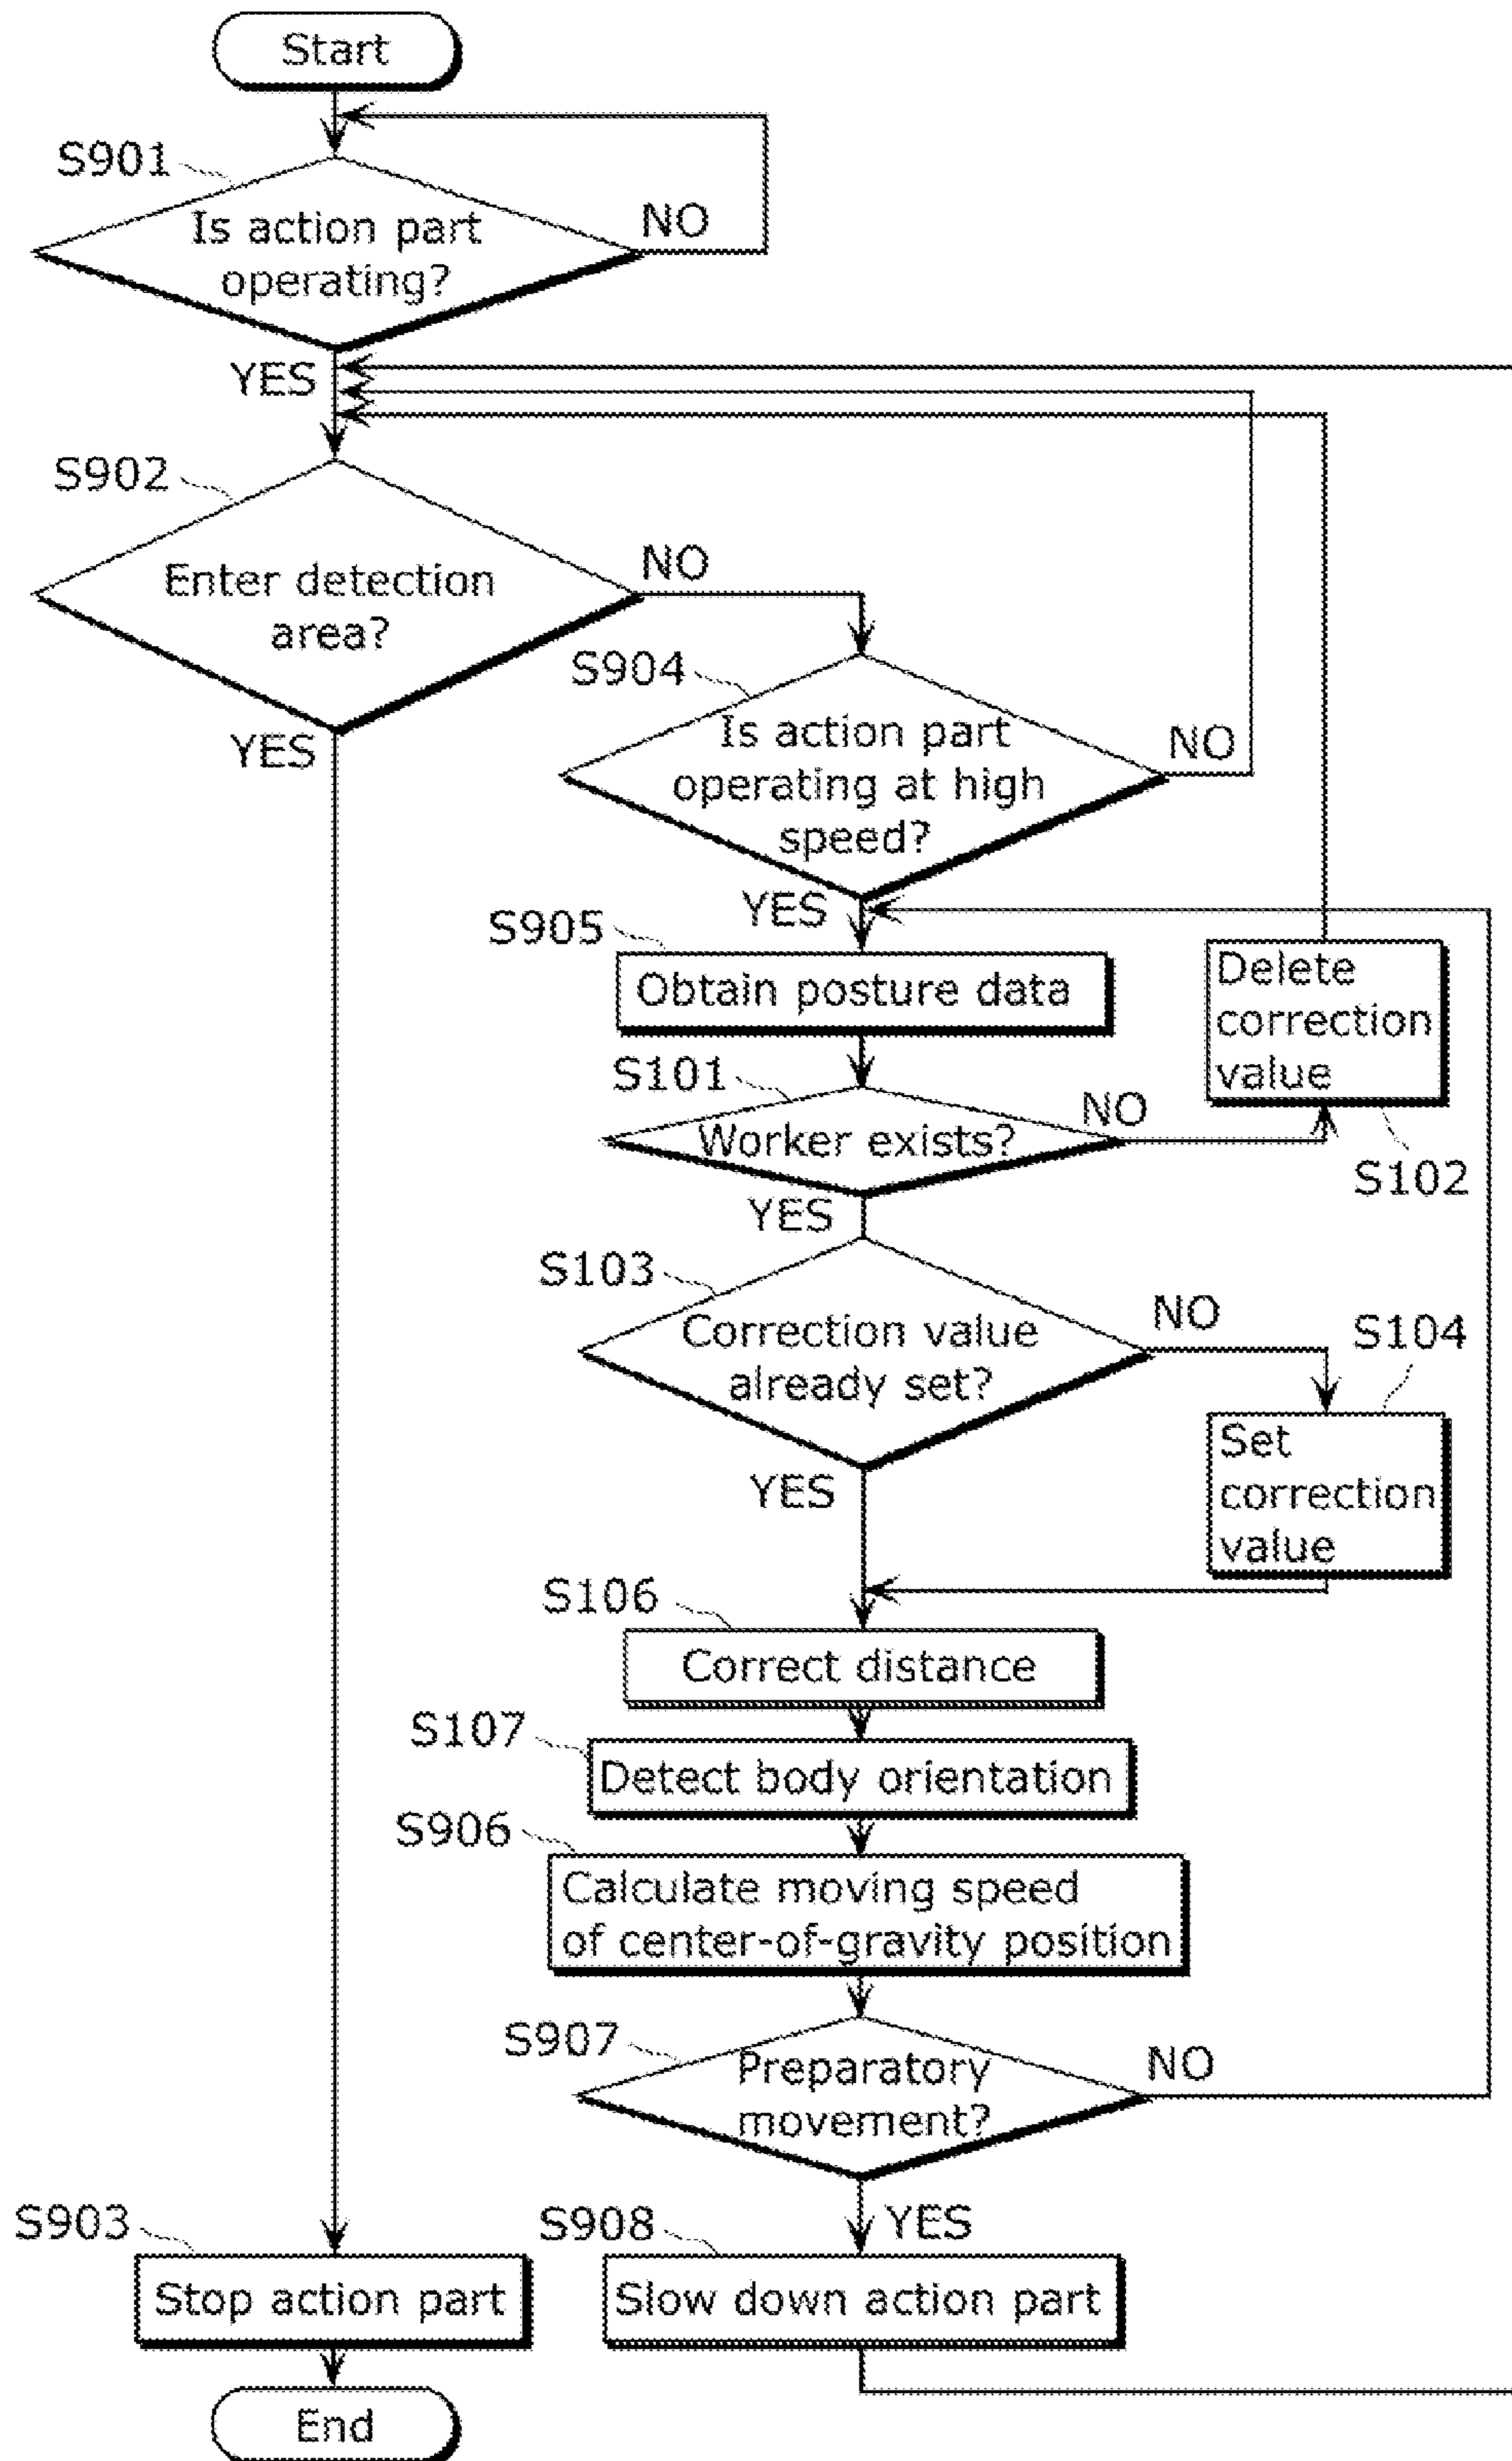 Start
S901
Is action part
operating?
NO
YES
S902
Enter detection
area?
NO
YES
S904
Is action part
operating at high
speed?
NO
YES
S905
Obtain posture data
Delete
correction
value
S102
S101
Worker exists?
NO
YES
S103
Correction value
already set?
NO
S104
Set
correction
value
YES
S106
Correct distance
S107
Detect body orientation
S906
Calculate moving speed
of center-of-gravity position
S907
Preparatory
movement?
NO
YES
S903
Stop action part
S908
Slow down action part
End